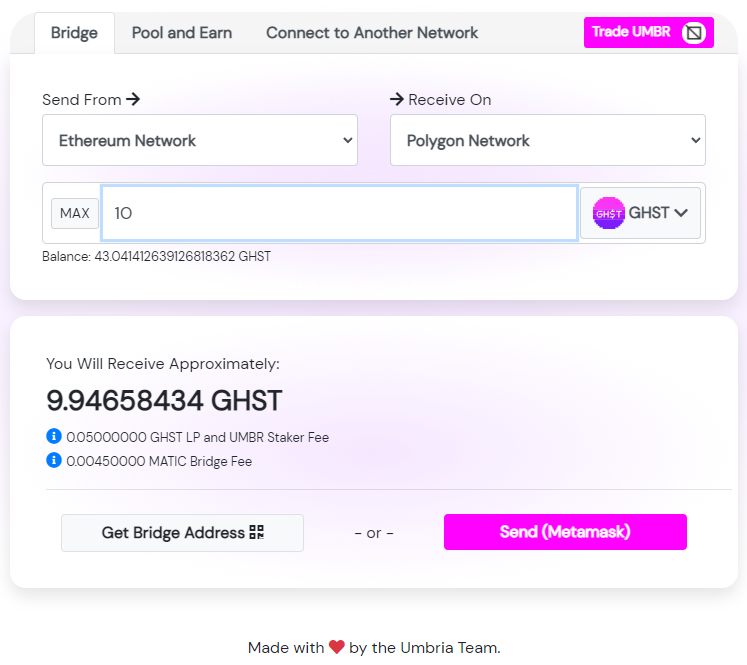 Bridge Pool and Earn Connect to Another Network Trade UMBR
Send From Receive On
Ethereum Network Polygon Network
MAX 10 GH$T GHST
Balance: 43.041412639126818362 GHST
You Will Receive Approximately:
9.94658434 GHST
0.05000000 GHST LP and UMBR Staker Fee
0.00450000 MATIC Bridge Fee
Get Bridge Address - or - Send (Metamask)
Made with ❤ by the Umbria Team.